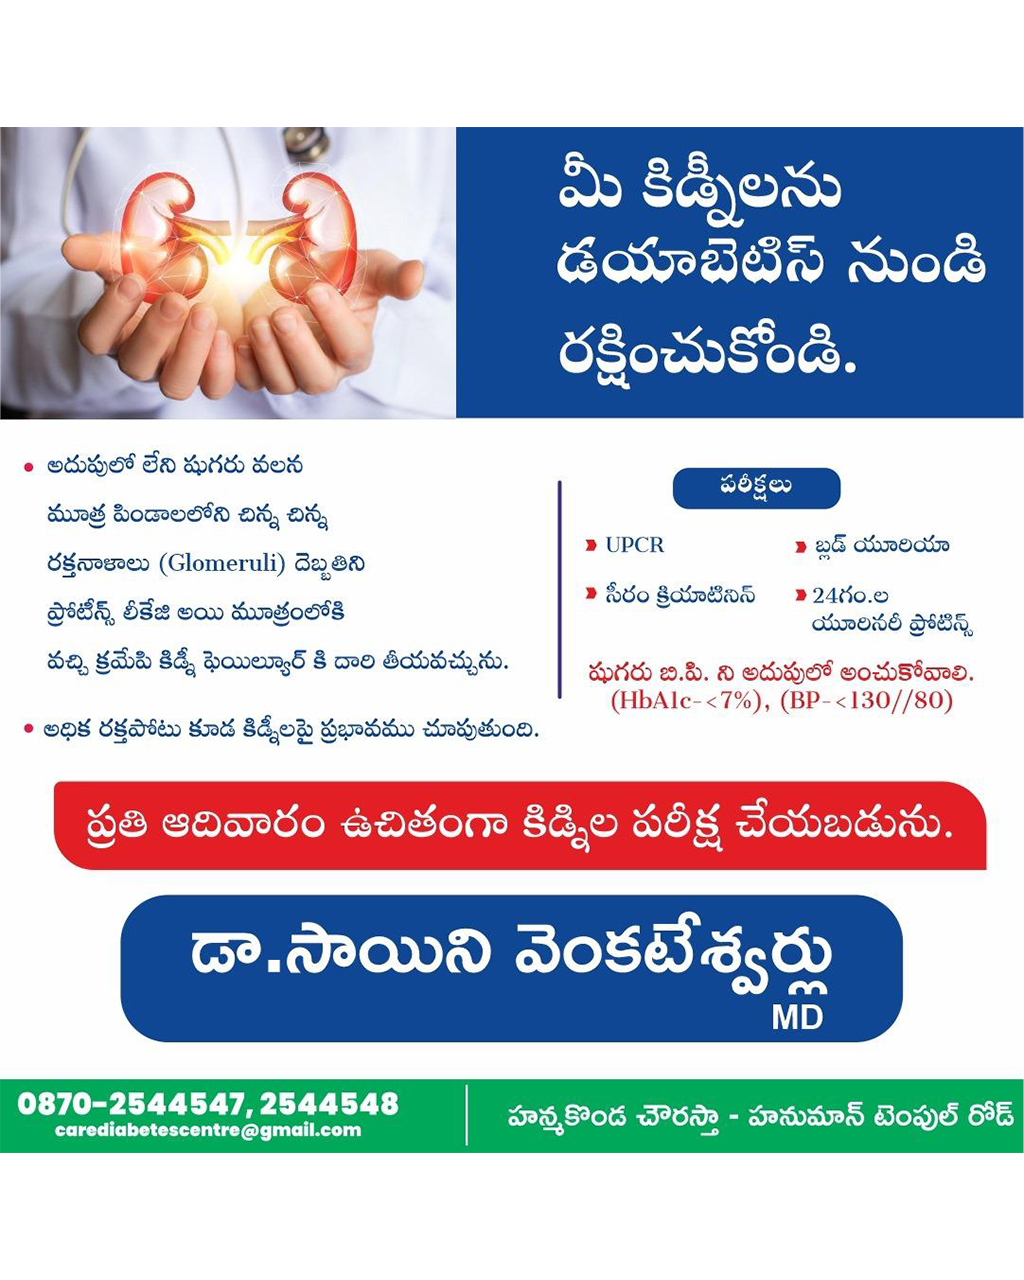 మీ కిడ్నీలను
డయాబెటిస్ నుండి
రక్షించుకోండి.
• అదుపులో లేని షుగరు వలన
మూత్ర పిండాలలోని చిన్న చిన్న
రక్తనాళాలు (Glomeruli) దెబ్బతిని
ప్రోటీన్స్ లీకేజి అయి మూత్రంలోకి
వచ్చి క్రమేపి కిడ్నీ ఫెయిల్యూర్ కి దారి తీయవచ్చును.
• అధిక రక్తపోటు కూడ కిడ్నీలపై ప్రభావము చూపుతుంది.
పరీక్షలు
UPCR
బ్లడ్ యూరియా
సీరం క్రియాటినిన్
24గం.ల
యూరినరీ ప్రోటిన్స్
షుగరు బి.పి. ని అదుపులో అంచుకోవాలి.
(HbA1c-<7%), (BP-<130//80)
ప్రతి ఆదివారం ఉచితంగా కిడ్నిల పరీక్ష చేయబడును.
డా.సాయిని వెంకటేశ్వర్లు
MD
0870-2544547, 2544548
carediabetescentre@gmail.com
హన్మకొండ చౌరస్తా - హనుమాన్ టెంపుల్ రోడ్